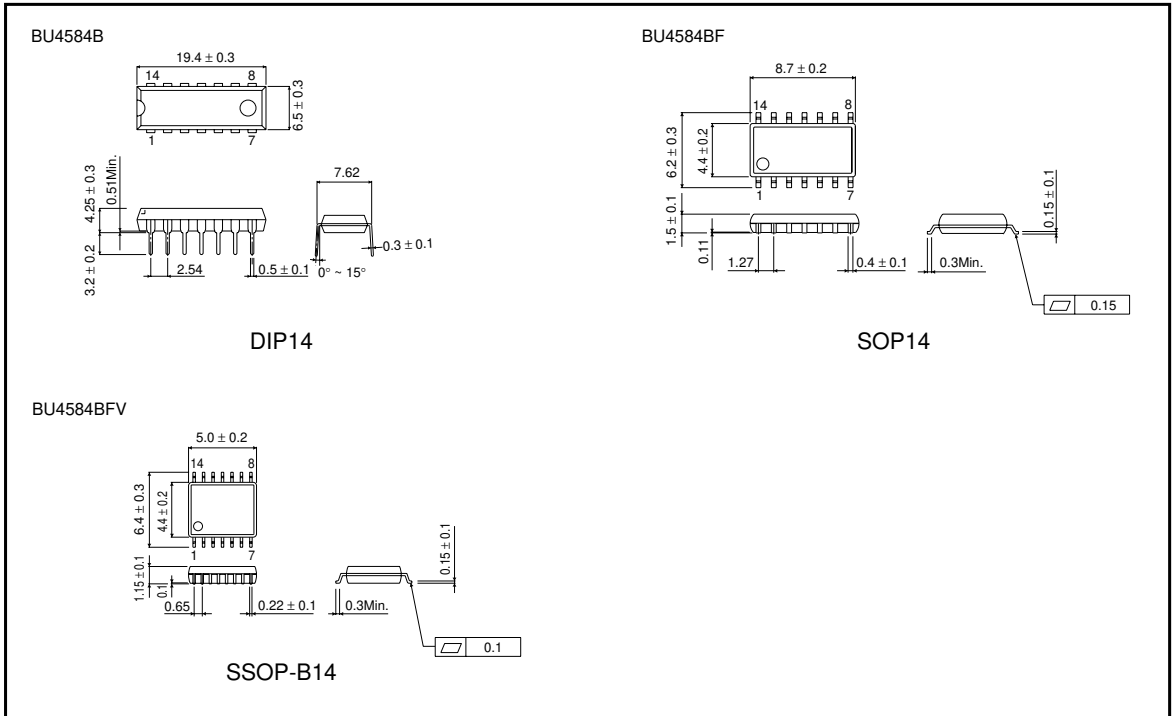 BU4584B
19.4 ± 0.3
14 8
6.5 ± 0.3
1 7
4.25 ± 0.3
0.51Min.
3.2 ± 0.2
2.54
0.5 ± 0.1
7.62
0.3 ± 0.1
0° ~ 15°
DIP14
BU4584BF
8.7 ± 0.2
14 8
6.2 ± 0.3
4.4 ± 0.2
1 7
1.5 ± 0.1
0.11
1.27
0.4 ± 0.1
0.3Min.
0.15 ± 0.1
0.15
SOP14
BU4584BFV
5.0 ± 0.2
14 8
6.4 ± 0.3
4.4 ± 0.2
1 7
1.15 ± 0.1
0.1
0.65
0.22 ± 0.1
0.3Min.
0.15 ± 0.1
0.1
SSOP-B14